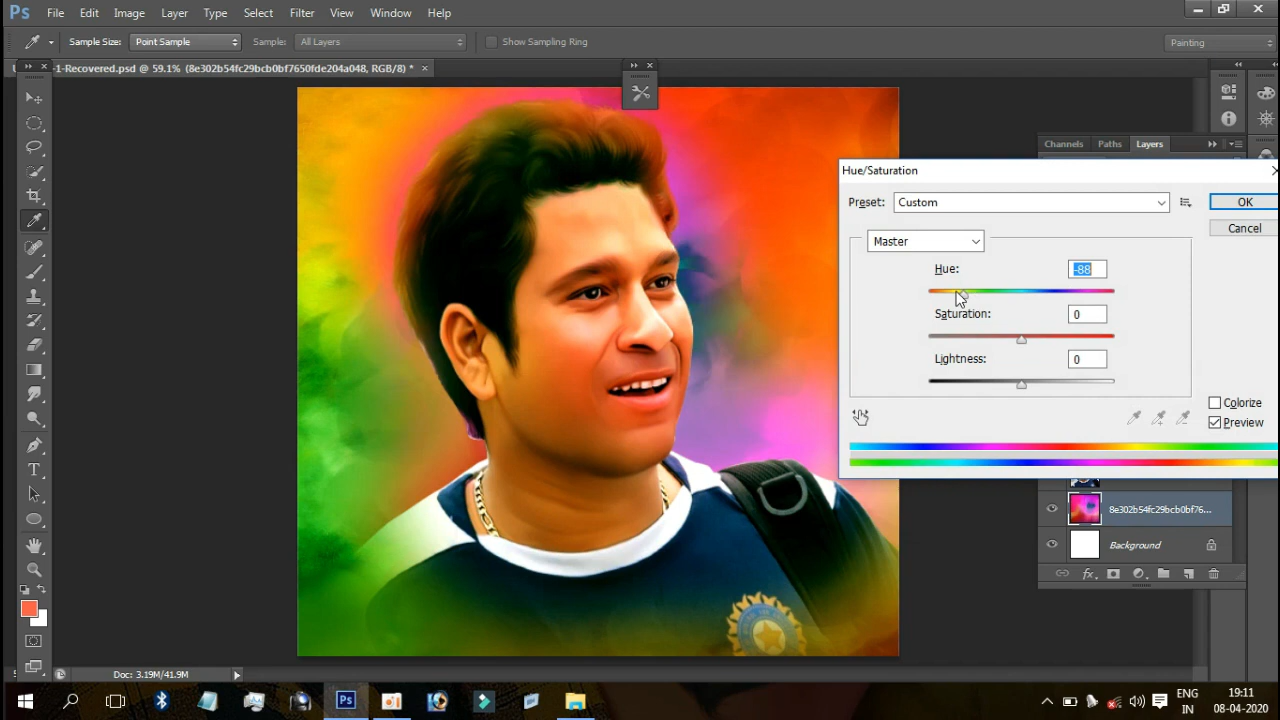 Ps File Edit Image Layer Type Select Filter View Window Help
Sample Size: Point Sample Sample: All Layers Show Sampling Ring Painting
-1-Recovered.psd @ 59.1% (8e302b54fc29bcb0bf7650fde204a048, RGB/8) * ×
Channels Paths Layers
Hue/Saturation
Preset: Custom OK
Cancel
Master
Hue: -88
Saturation: 0
Lightness: 0
Colorize
Preview
8e302b54fc29bcb0bf76...
Background
Doc: 3.19M/41.9M
Ps
ENG
IN
19:11
08-04-2020